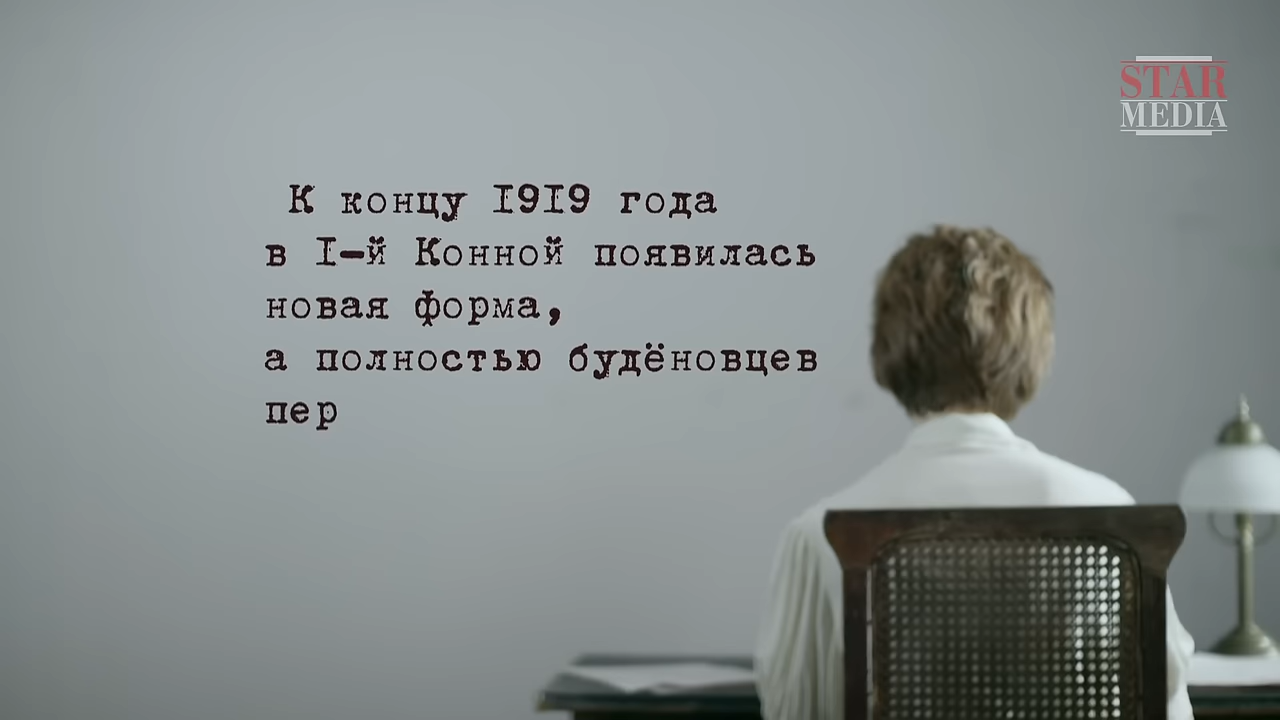 К концу 1919 года
в 1-й Конной появилась
новая форма,
а полностью будёновцев
пер
STAR
MEDIA